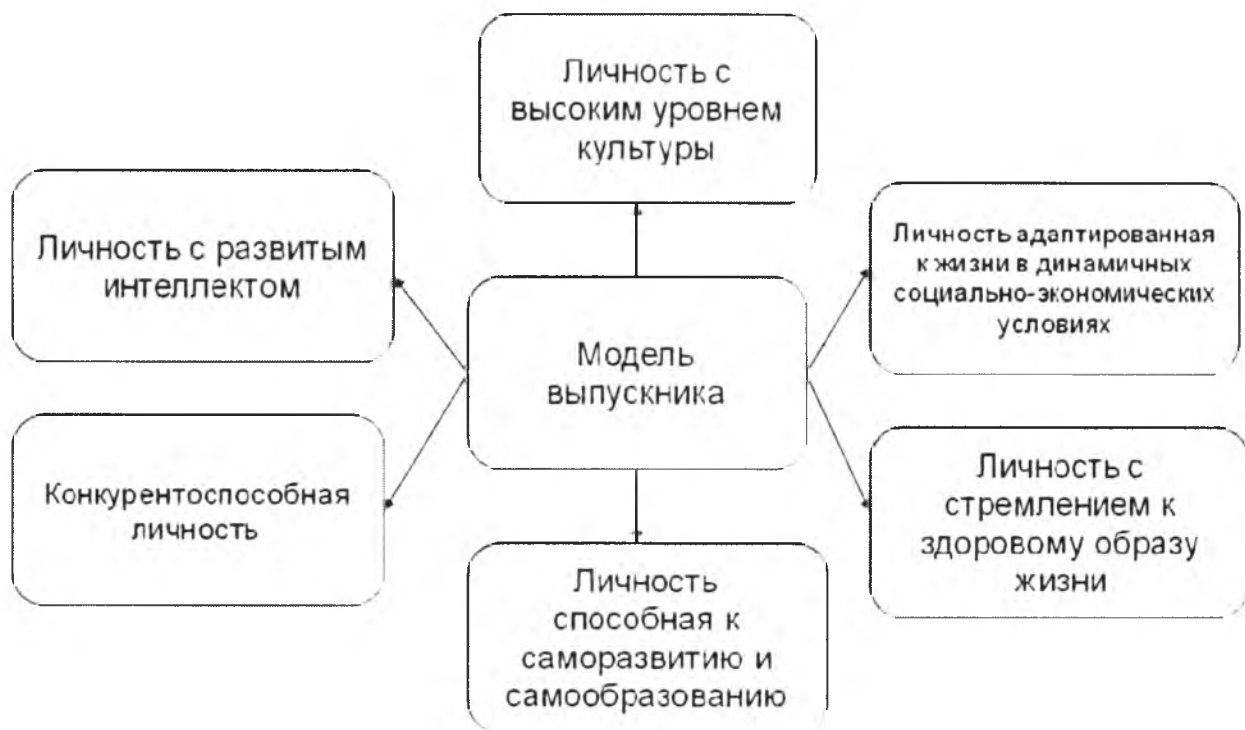 Личность с
высоким уровнем
культуры
Личность с развитым
интеллектом
Личность адаптированная
к жизни в динамичных
социально-экономических
условиях
Модель
выпускника
Конкурентоспособная
личность
Личность с
стремлением к
здоровому образу
жизни
Личность
способная к
саморазвитию и
самообразованию